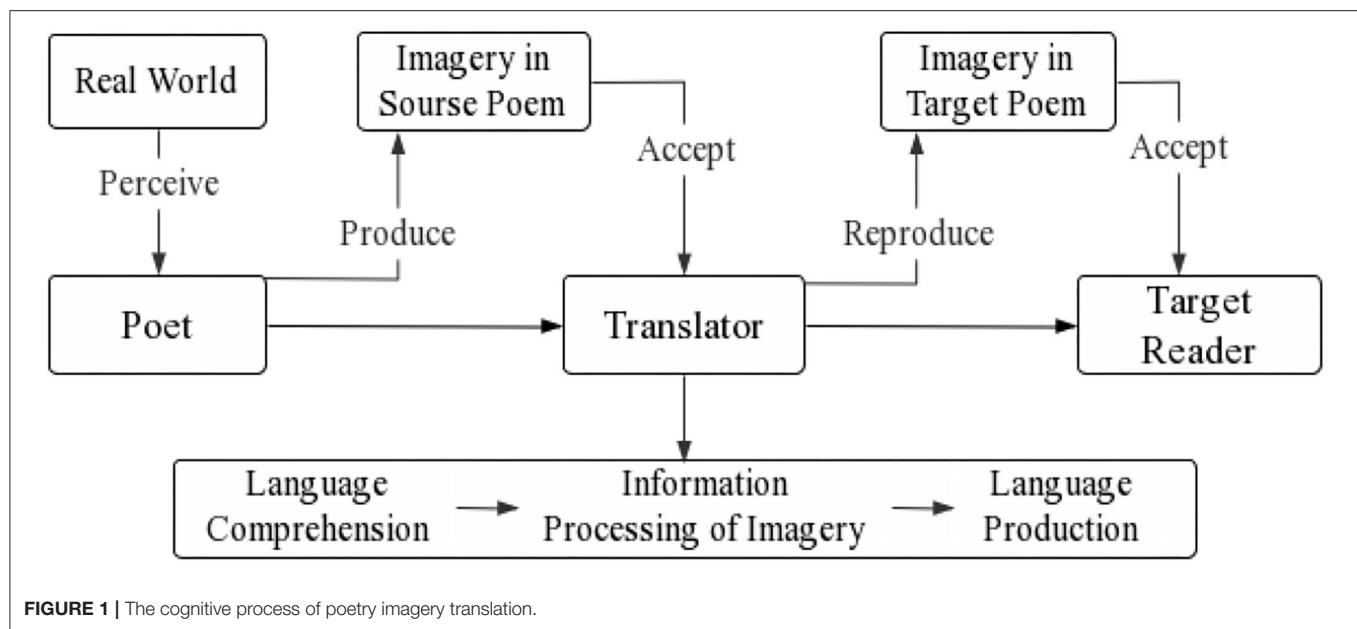 Real World
Imagery in
Sourse Poem
Imagery in
Target Poem
Perceive
Produce
Accept
Reproduce
Accept
Poet
Translator
Target
Reader
Language
Comprehension
Information
Processing of Imagery
Language
Production
FIGURE 1 | The cognitive process of poetry imagery translation.